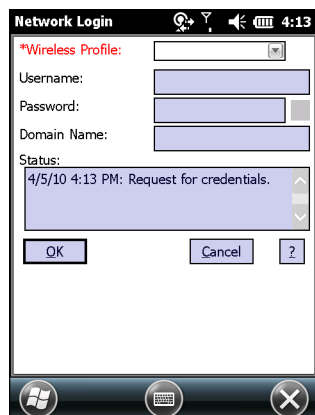 Network Login 4:13
*Wireless Profile:
Username:
Password:
Domain Name:
Status:
4/5/10 4:13 PM: Request for credentials.
OK Cancel ?